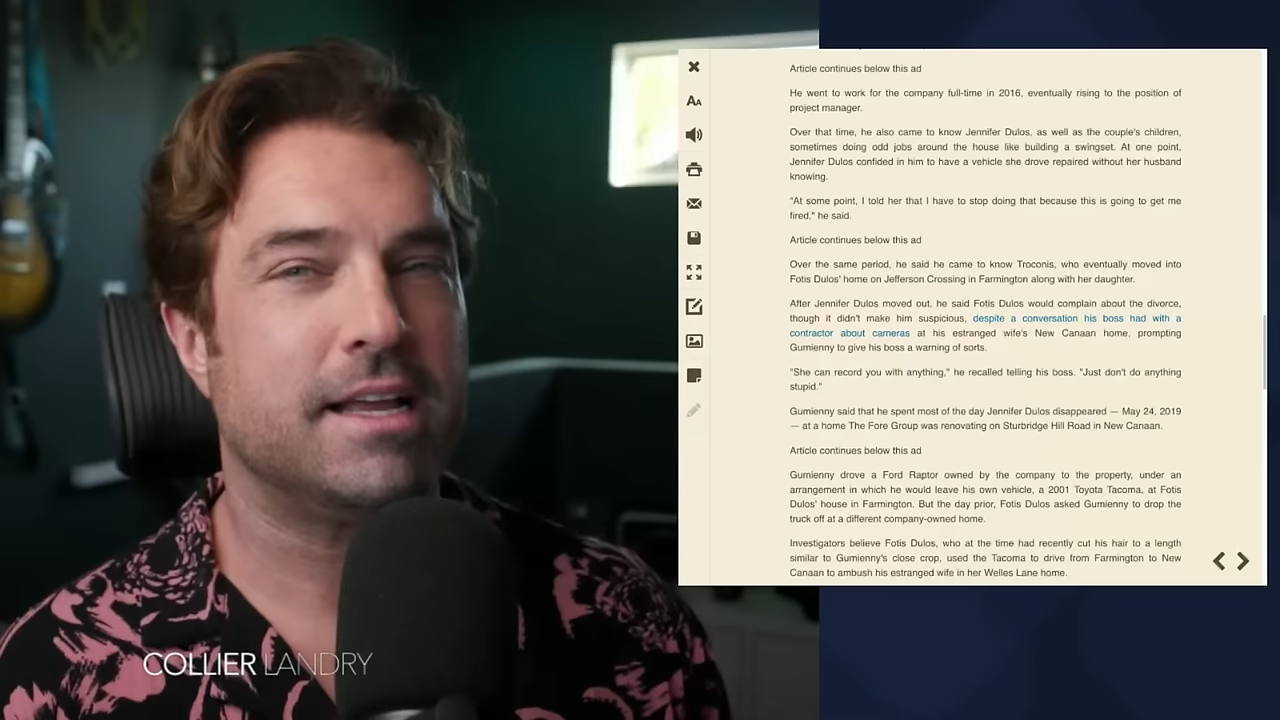 Article continues below this ad
He went to work for the company full-time in 2016, eventually rising to the position of
project manager.
Over that time, he also came to know Jennifer Dulos, as well as the couple's children,
sometimes doing odd jobs around the house like building a swingset. At one point,
Jennifer Dulos confided in him to have a vehicle she drove repaired without her husband
knowing.
"At some point, I told her that I have to stop doing that because this is going to get me
fired," he said.
Article continues below this ad
Over the same period, he said he came to know Troconis, who eventually moved into
Fotis Dulos' home on Jefferson Crossing in Farmington along with her daughter.
After Jennifer Dulos moved out, he said Fotis Dulos would complain about the divorce,
though it didn't make him suspicious, despite a conversation his boss had with a
contractor about cameras at his estranged wife's New Canaan home, prompting
Gumienny to give his boss a warning of sorts.
"She can record you with anything," he recalled telling his boss. "Just don't do anything
stupid."
Gumienny said that he spent most of the day Jennifer Dulos disappeared — May 24, 2019
— at a home The Fore Group was renovating on Sturbridge Hill Road in New Canaan.
Article continues below this ad
Gumienny drove a Ford Raptor owned by the company to the property, under an
arrangement in which he would leave his own vehicle, a 2001 Toyota Tacoma, at Fotis
Dulos' house in Farmington. But the day prior, Fotis Dulos asked Gumienny to drop the
truck off at a different company-owned home.
Investigators believe Fotis Dulos, who at the time had recently cut his hair to a length
similar to Gumienny's close crop, used the Tacoma to drive from Farmington to New
Canaan to ambush his estranged wife in her Welles Lane home.
AA
COLLIER LANDRY